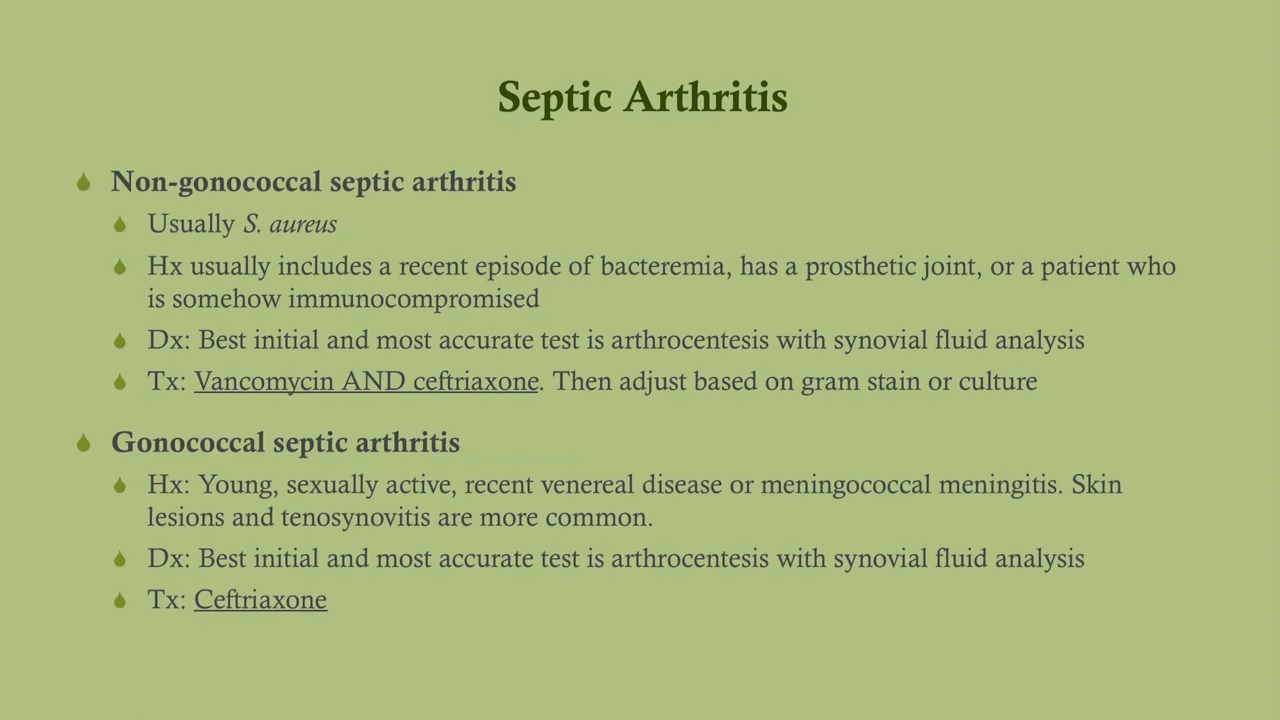 Septic Arthritis
Non-gonococcal septic arthritis
Usually S. aureus
Hx usually includes a recent episode of bacteremia, has a prosthetic joint, or a patient who
is somehow immunocompromised
Dx: Best initial and most accurate test is arthrocentesis with synovial fluid analysis
Tx: Vancomycin AND ceftriaxone. Then adjust based on gram stain or culture
Gonococcal septic arthritis
Hx: Young, sexually active, recent venereal disease or meningococcal meningitis. Skin
lesions and tenosynovitis are more common.
Dx: Best initial and most accurate test is arthrocentesis with synovial fluid analysis
Tx: Ceftriaxone